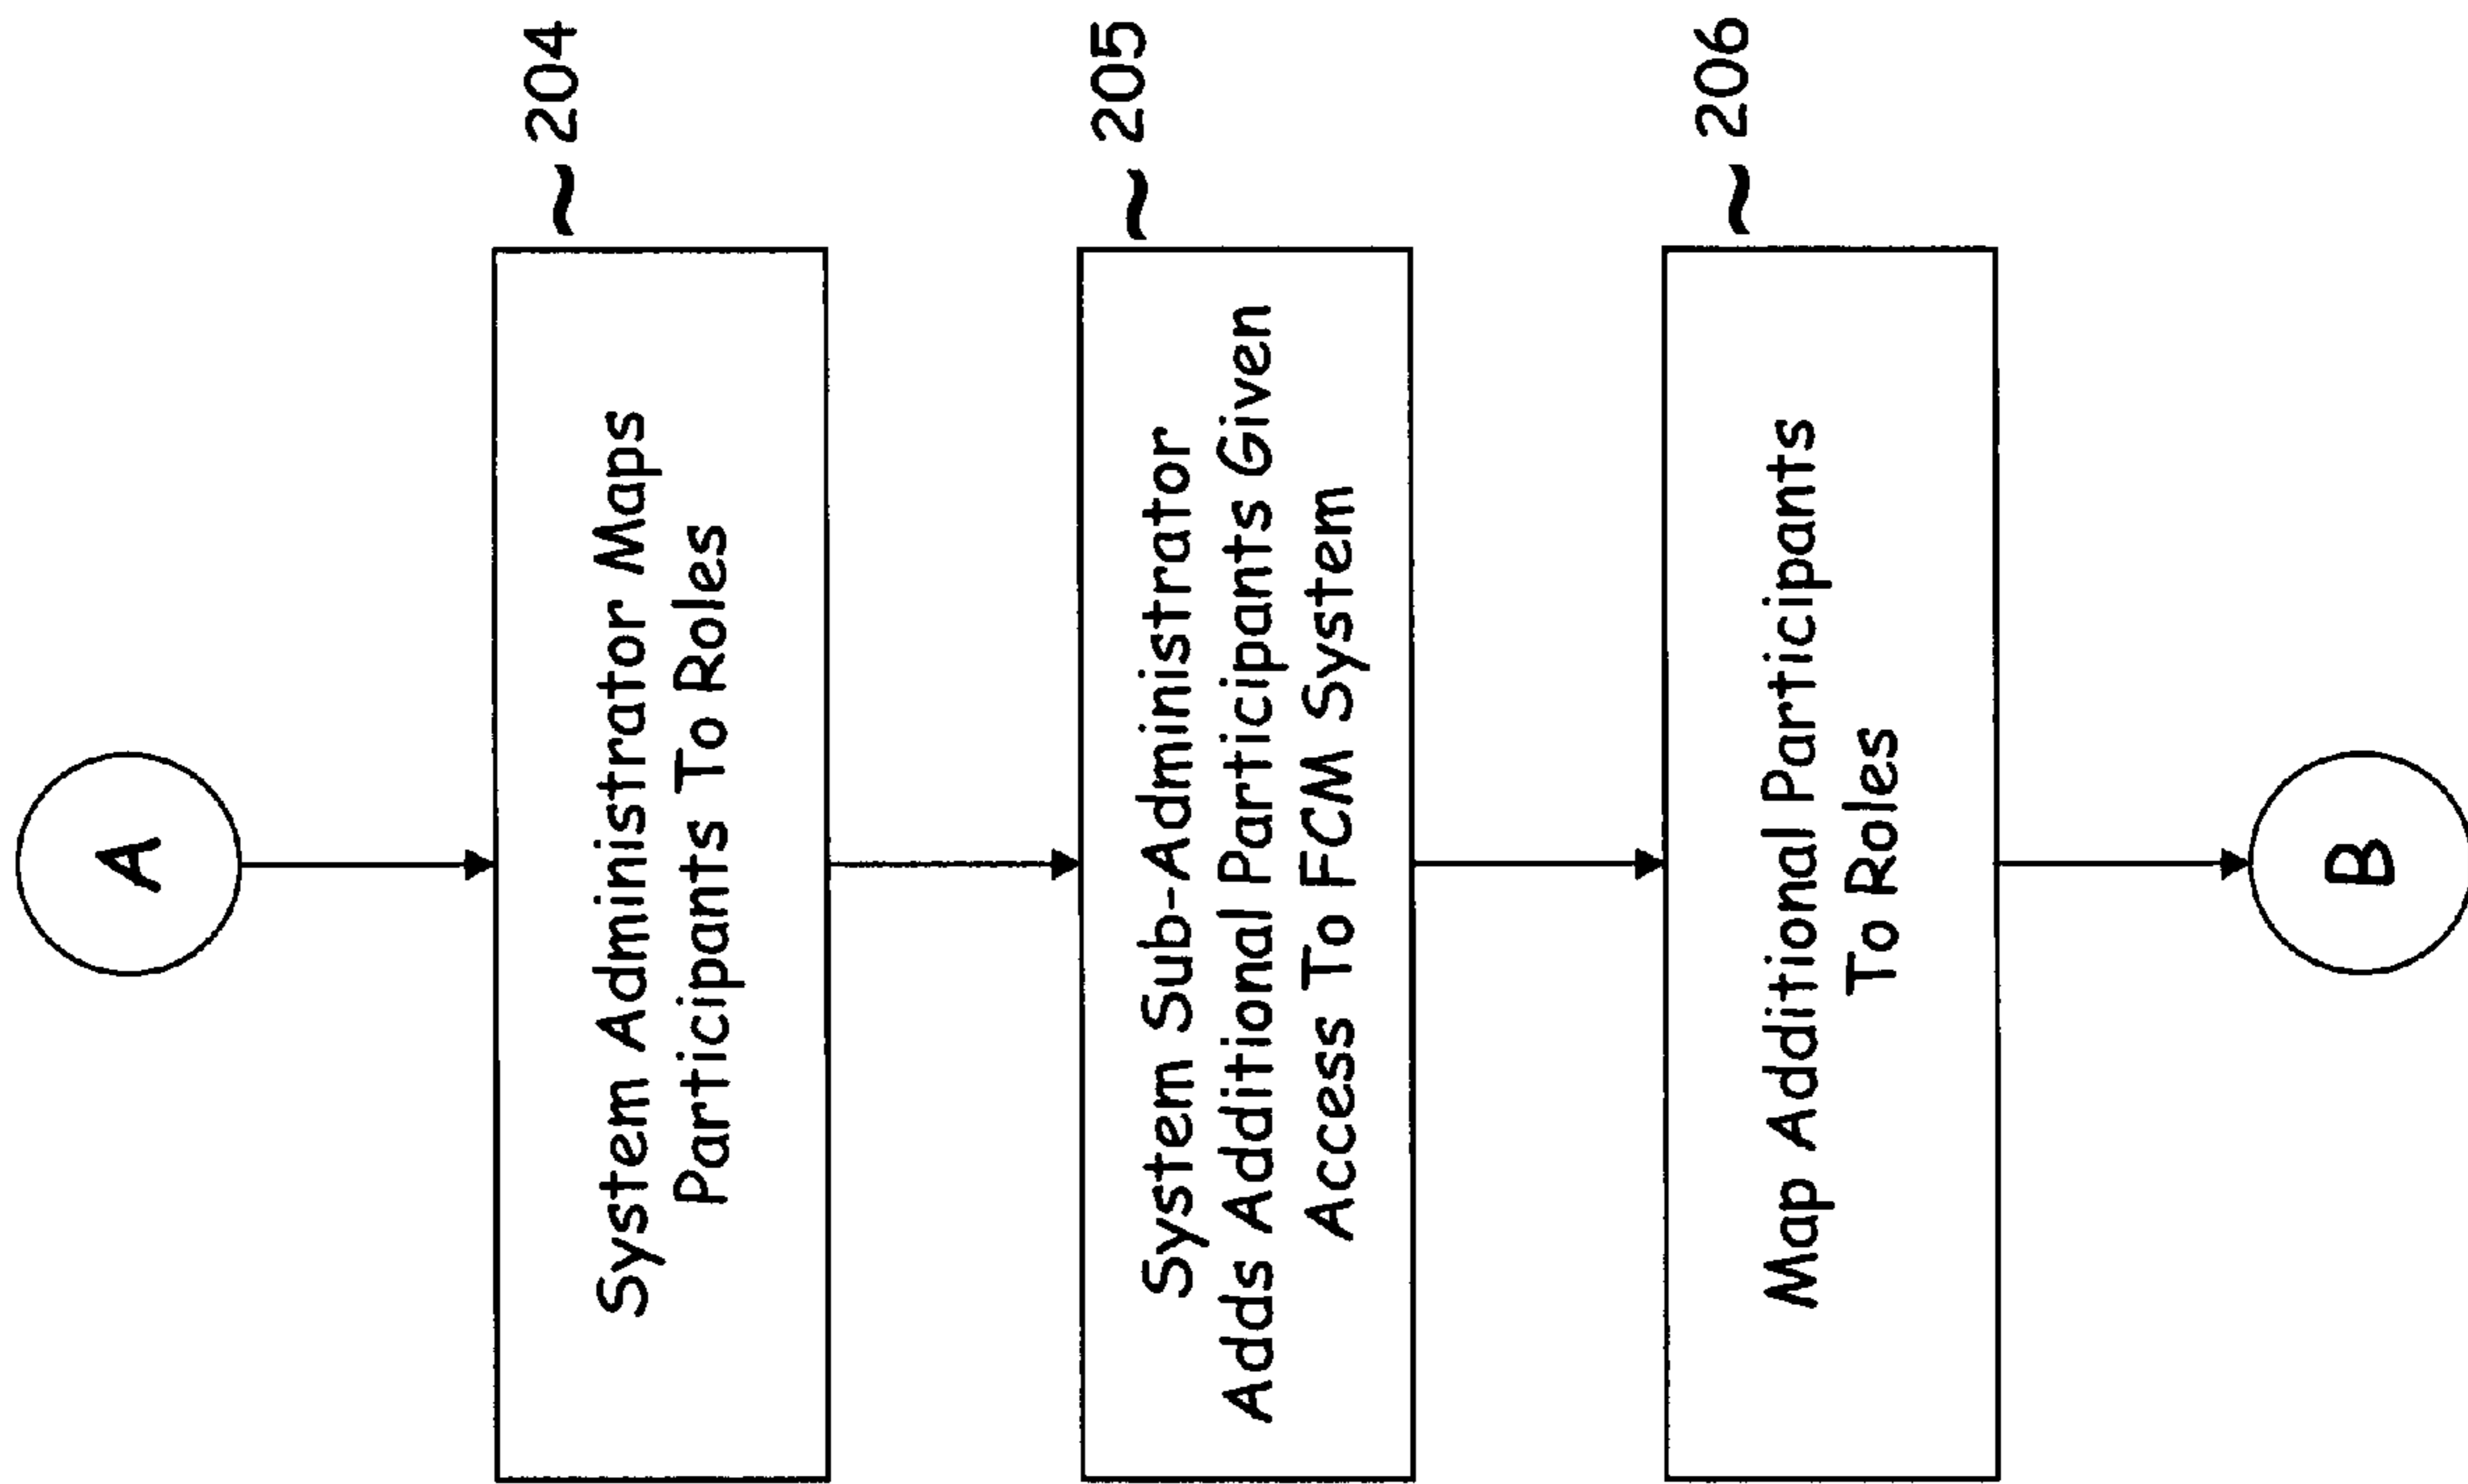 A
System Administrator Maps
Participants To Roles
~ 204
System Sub-Administrator
Adds Additional Participants Given
Access To FCM System
~ 205
Map Additional Participants
To Roles
~ 206
B